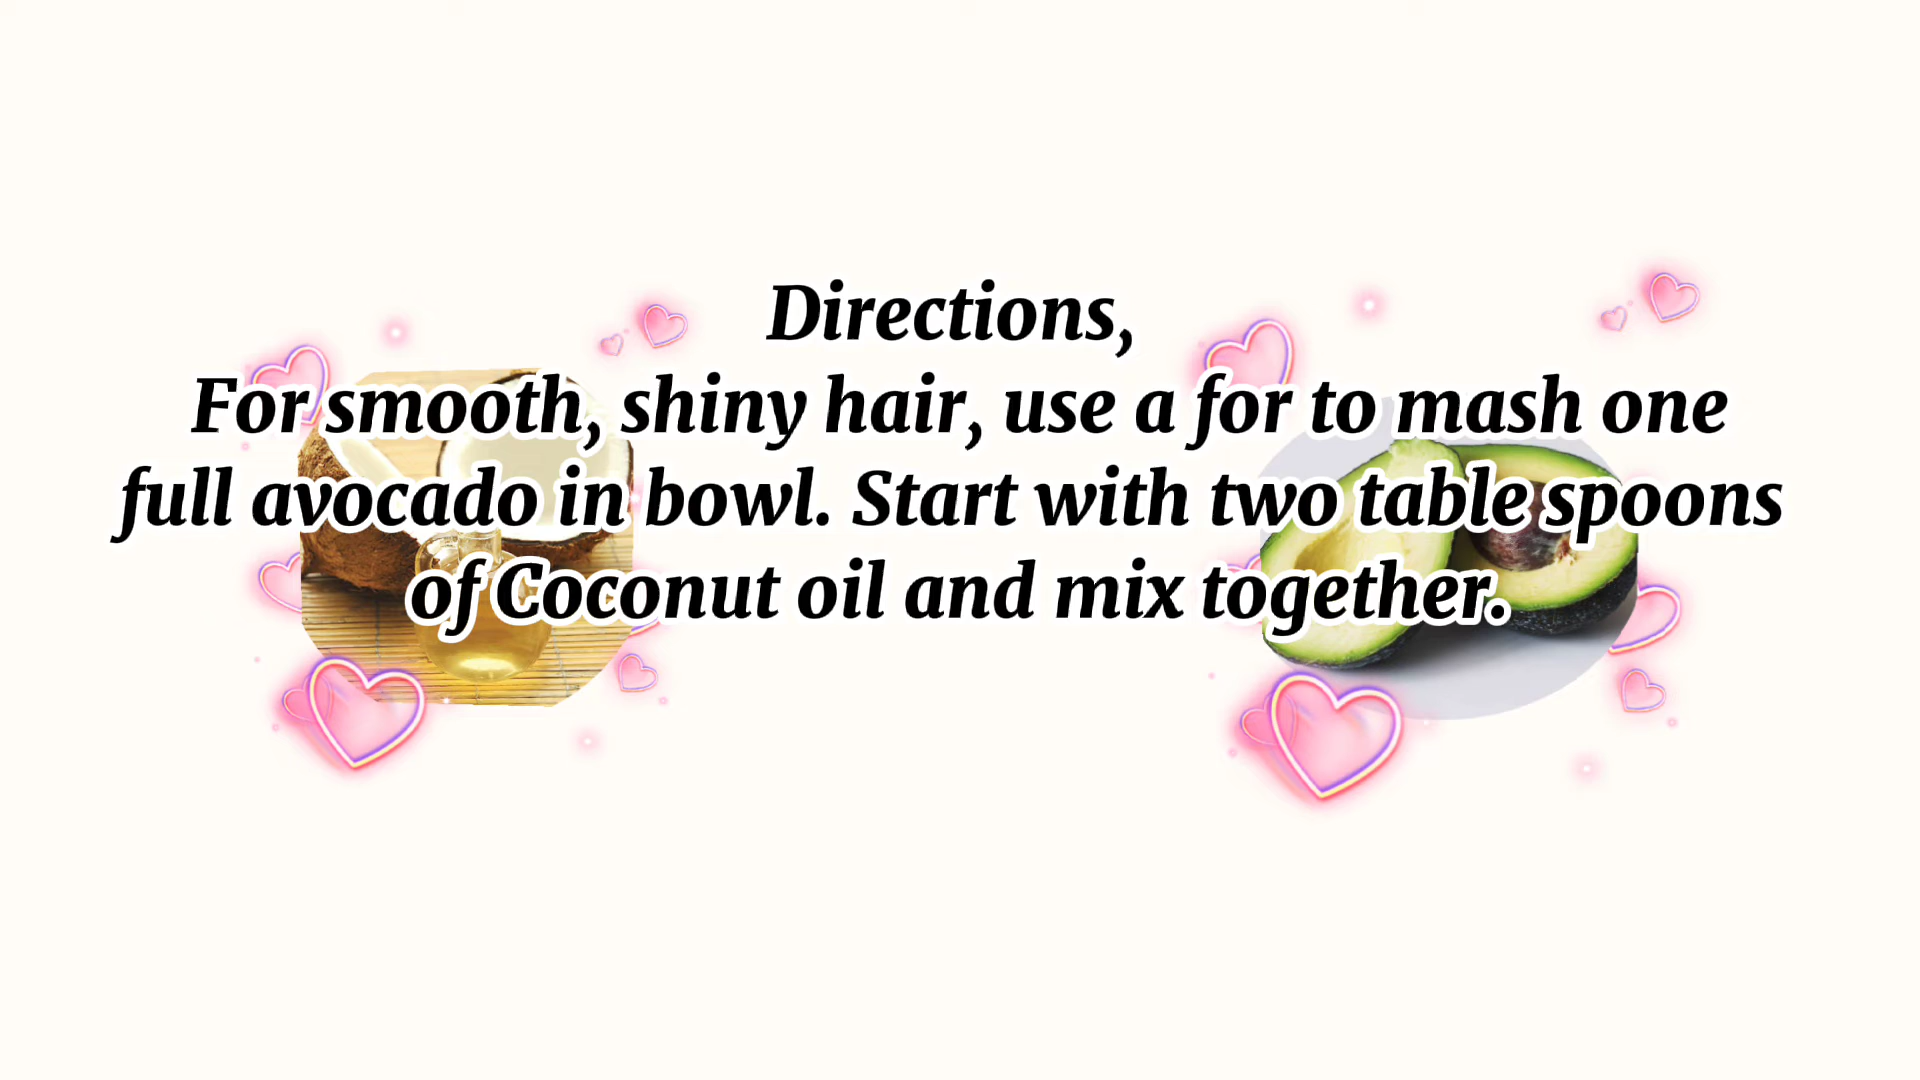 Directions,
For smooth, shiny hair, use a for to mash one
full avocado in bowl. Start with two table spoons
of Coconut oil and mix together.